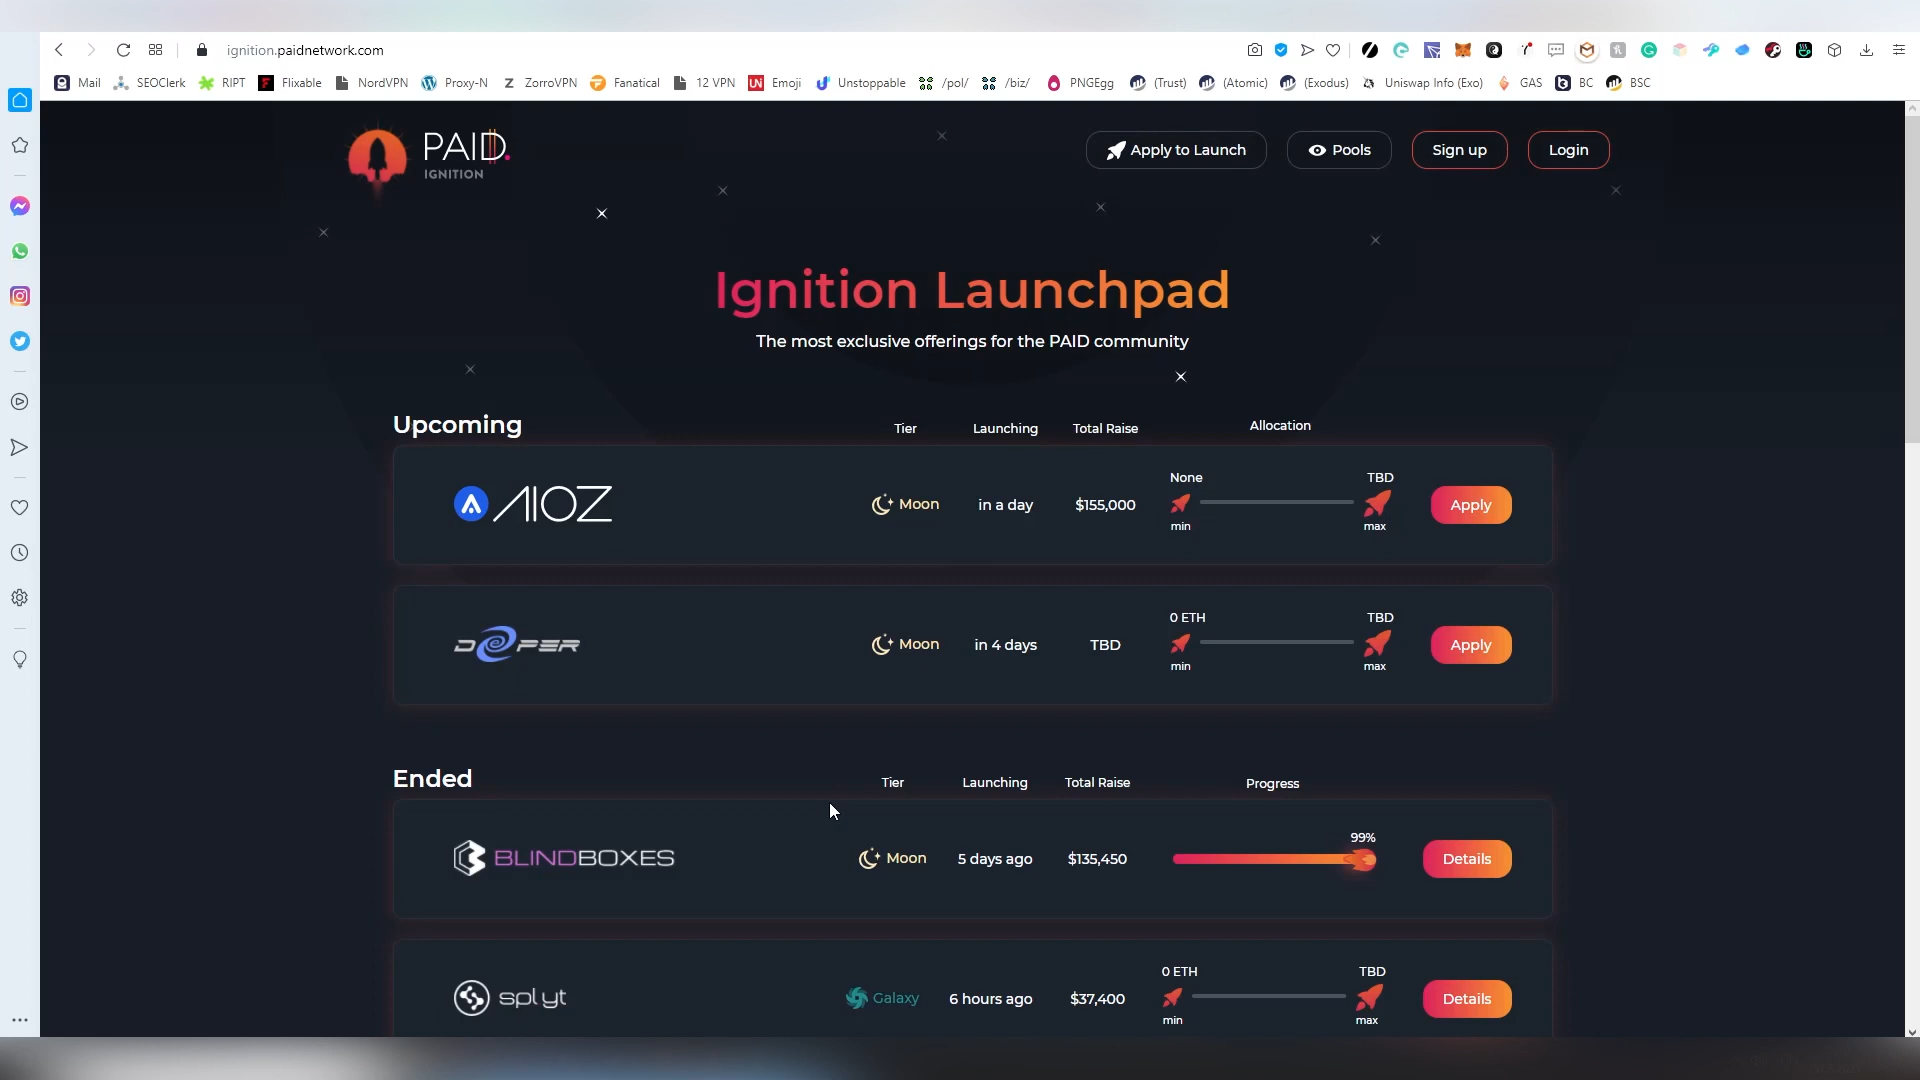 ignition.paidnetwork.com
Mail SEOClerk RIPT Flixable NordVPN Proxy-N ZorroVPN Fanatical 12 VPN Emoji Unstoppable /pol/ /biz/ PNGEgg (Trust) (Atomic) (Exodus) Uniswap Info (Exo) GAS BC BSC
PAID.
IGNITION
Apply to Launch Pools Sign up Login
Ignition Launchpad
The most exclusive offerings for the PAID community
Upcoming Tier Launching Total Raise Allocation
None TBD
AIOZ Moon in a day $155,000 Apply
min max
0 ETH TBD
DEEPER Moon in 4 days TBD Apply
min max
Ended Tier Launching Total Raise Progress
99%
BLINDBOXES Moon 5 days ago $135,450 Details
0 ETH TBD
splyt Galaxy 6 hours ago $37,400 Details
min max